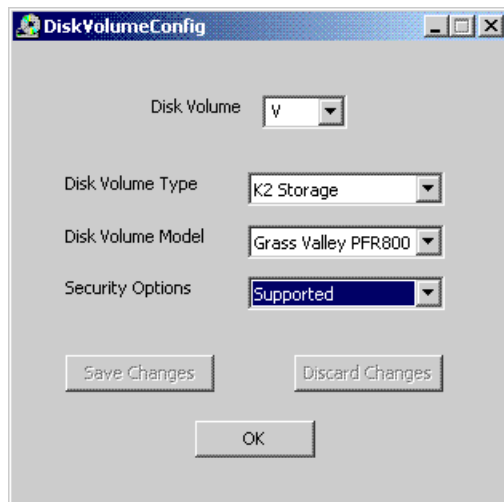 DiskVolumeConfig
Disk Volume V
Disk Volume Type K2 Storage
Disk Volume Model Grass Valley PFR800
Security Options Supported
Save Changes Discard Changes
OK